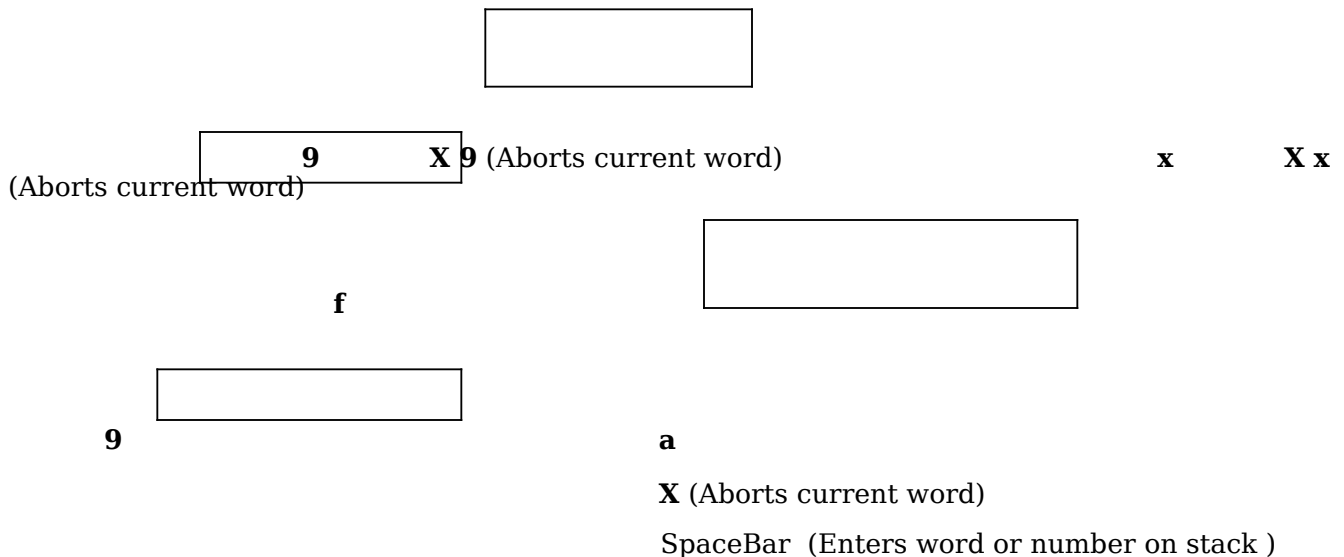 9 X 9 (Aborts current word) x X x
(Aborts current word)
f
9 a
X (Aborts current word)
SpaceBar (Enters word or number on stack )